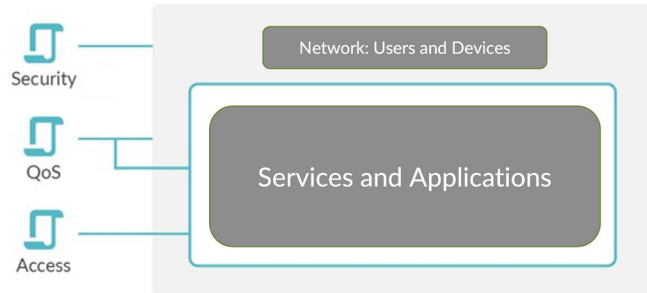 Network: Users and Devices
Security
Services and Applications
QoS
Access